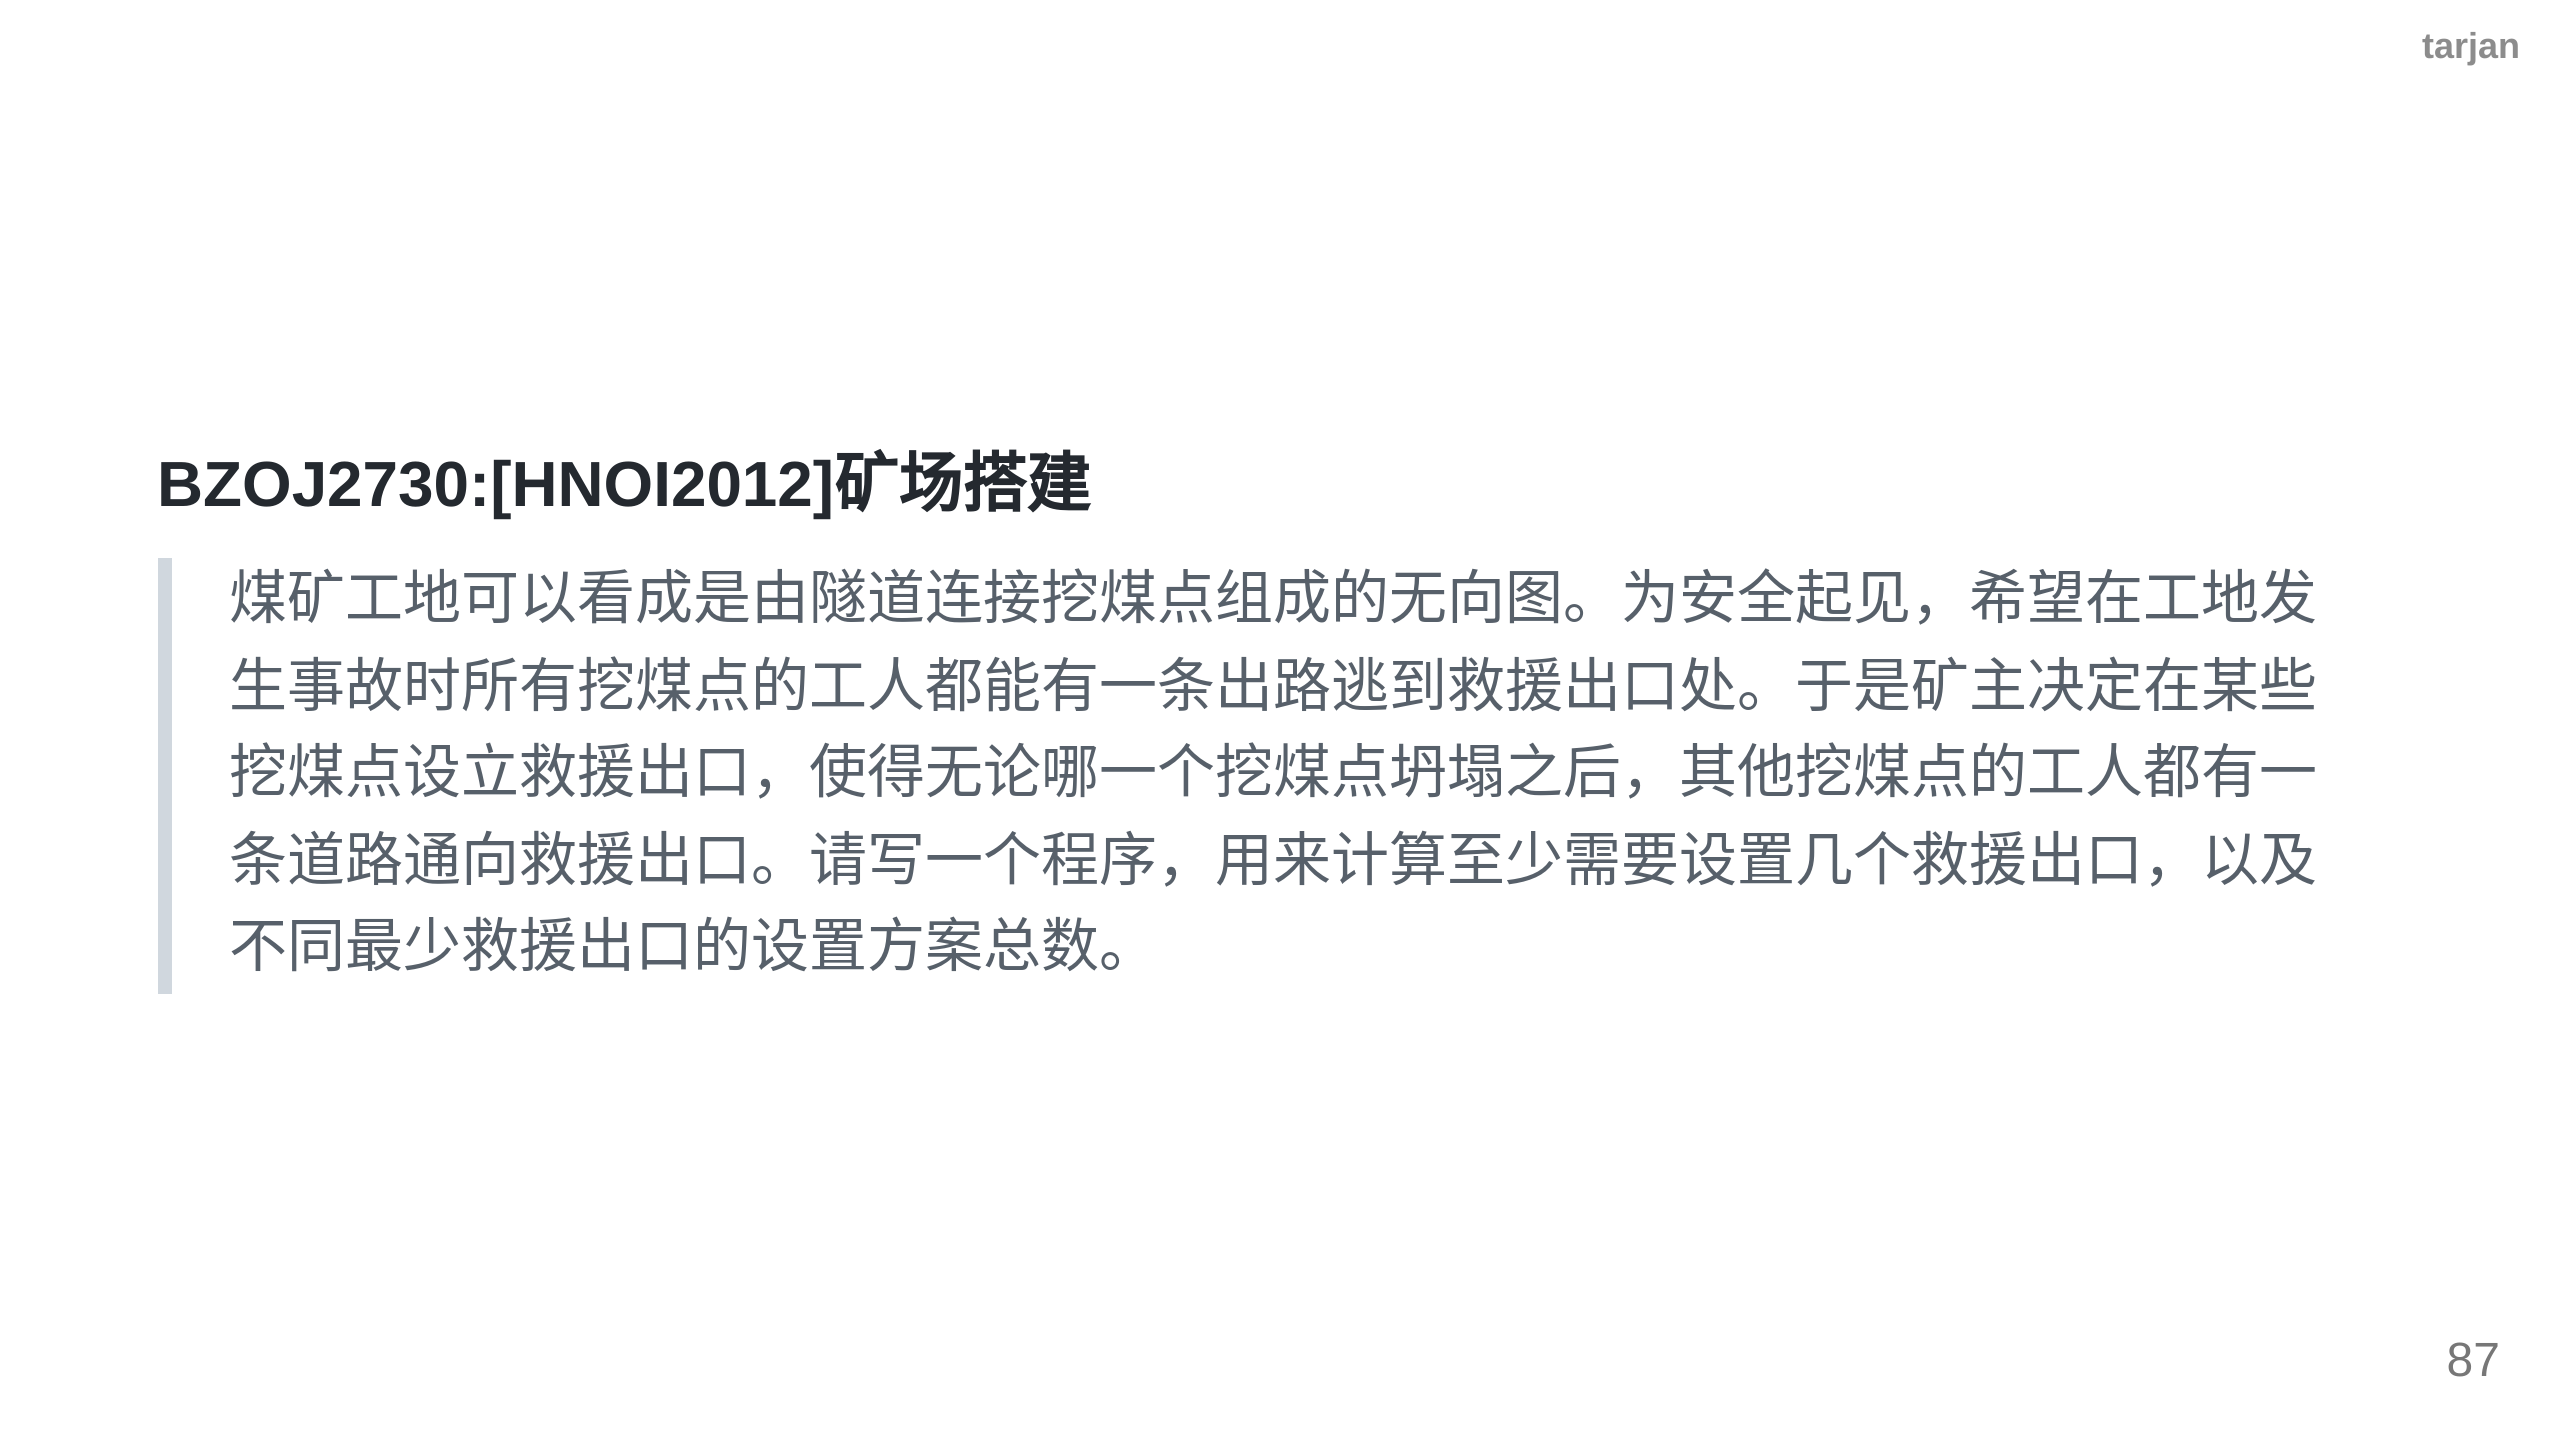 tarjan
BZOJ2730:[HNOI2012]矿场搭建
煤矿工地可以看成是由隧道连接挖煤点组成的无向图。为安全起见，希望在工地发
生事故时所有挖煤点的工人都能有一条出路逃到救援出口处。于是矿主决定在某些
挖煤点设立救援出口，使得无论哪一个挖煤点坍塌之后，其他挖煤点的工人都有一
条道路通向救援出口。请写一个程序，用来计算至少需要设置几个救援出口，以及
不同最少救援出口的设置方案总数。
87